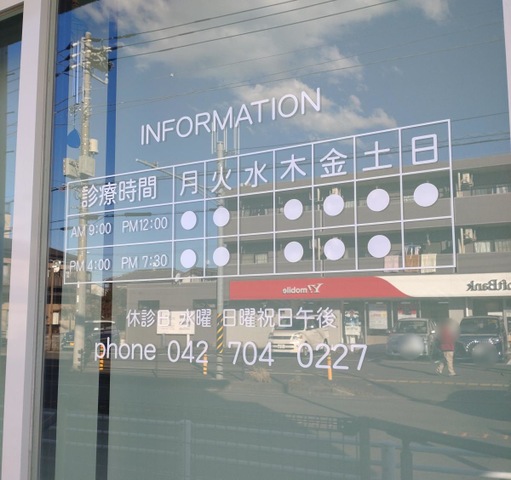 INFORMATION
診療時間 月 火 水 木 金 土 日
AM 9:00 PM12:00 ● ● ● ● ● ●
PM 4:00 PM 7:30 ● ● ● ● ●
休診日 水曜 日曜祝日午後
phone 042 704 0227
Y!mobile
SoftBank